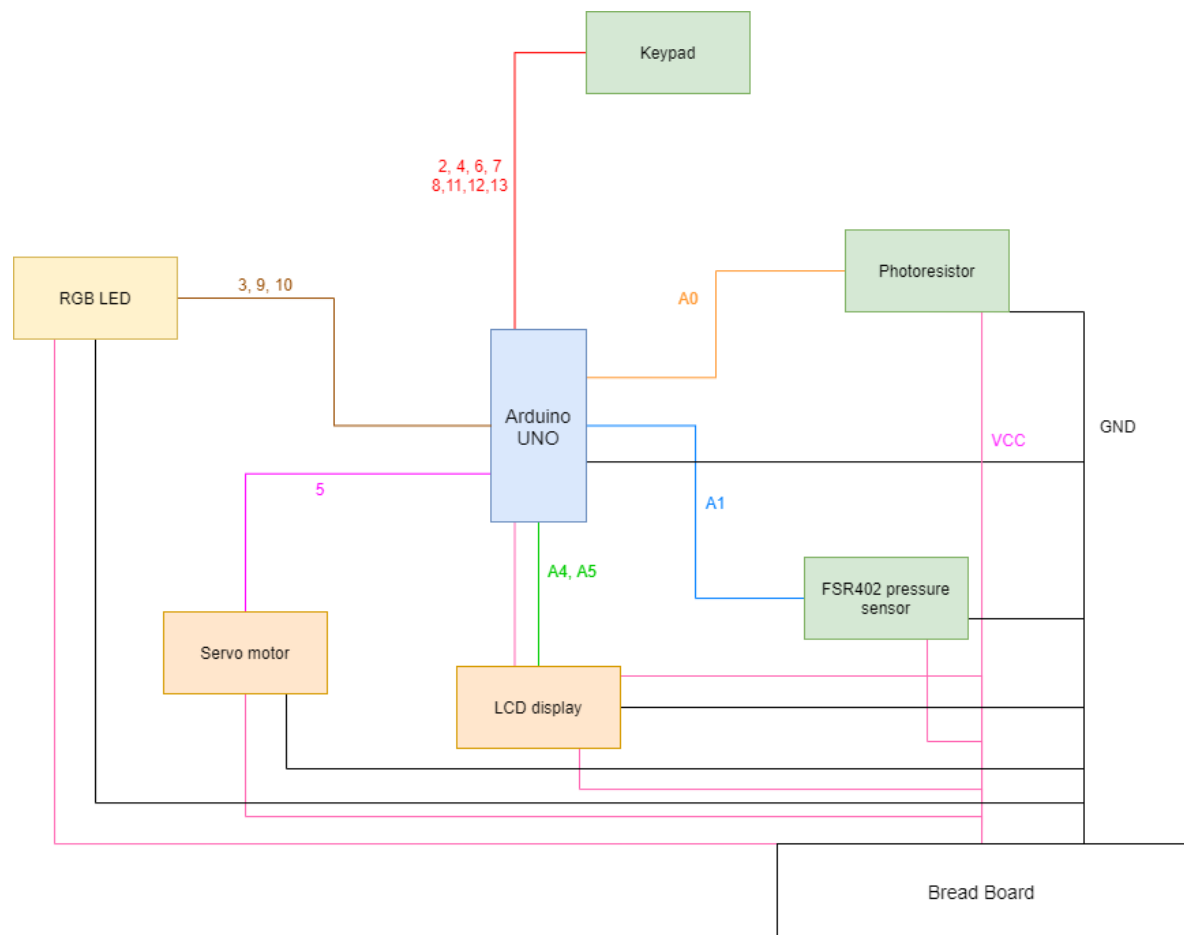 Keypad
2, 4, 6, 7
8,11,12,13
Photoresistor
RGB LED
3, 9, 10
A0
Arduino
UNO
GND
VCC
5
A1
A4, A5
FSR402 pressure
sensor
Servo motor
LCD display
Bread Board